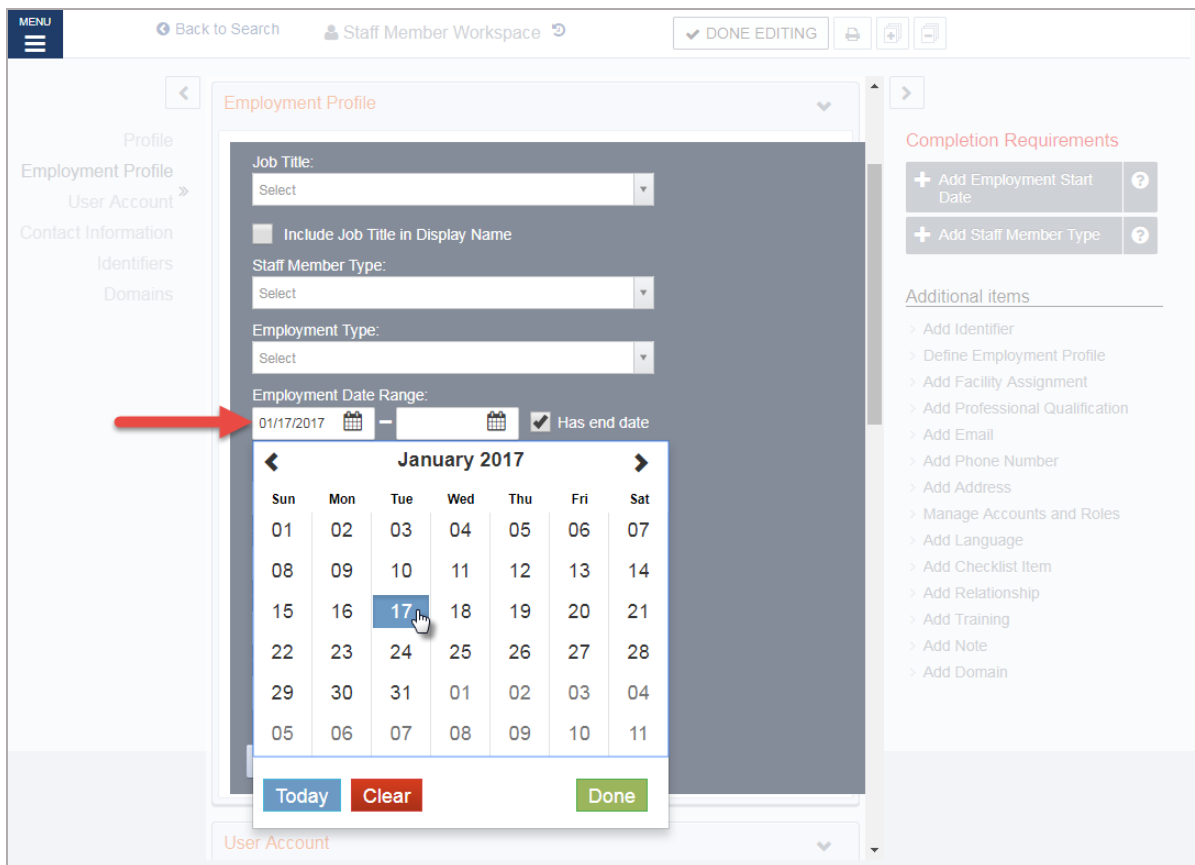 MENU
Back to Search
Staff Member Workspace
DONE EDITING
Profile
Employment Profile
User Account
Contact Information
Identifiers
Domains
Employment Profile
Job Title:
Select
Include Job Title in Display Name
Staff Member Type:
Select
Employment Type:
Select
Employment Date Range:
01/17/2017 – Has end date
January 2017
Sun Mon Tue Wed Thu Fri Sat
01 02 03 04 05 06 07
08 09 10 11 12 13 14
15 16 17 18 19 20 21
22 23 24 25 26 27 28
29 30 31 01 02 03 04
05 06 07 08 09 10 11
Today Clear Done
User Account
Completion Requirements
Add Employment Start
Date
?
Add Staff Member Type ?
Additional items
Add Identifier
Define Employment Profile
Add Facility Assignment
Add Professional Qualification
Add Email
Add Phone Number
Add Address
Manage Accounts and Roles
Add Language
Add Checklist Item
Add Relationship
Add Training
Add Note
Add Domain